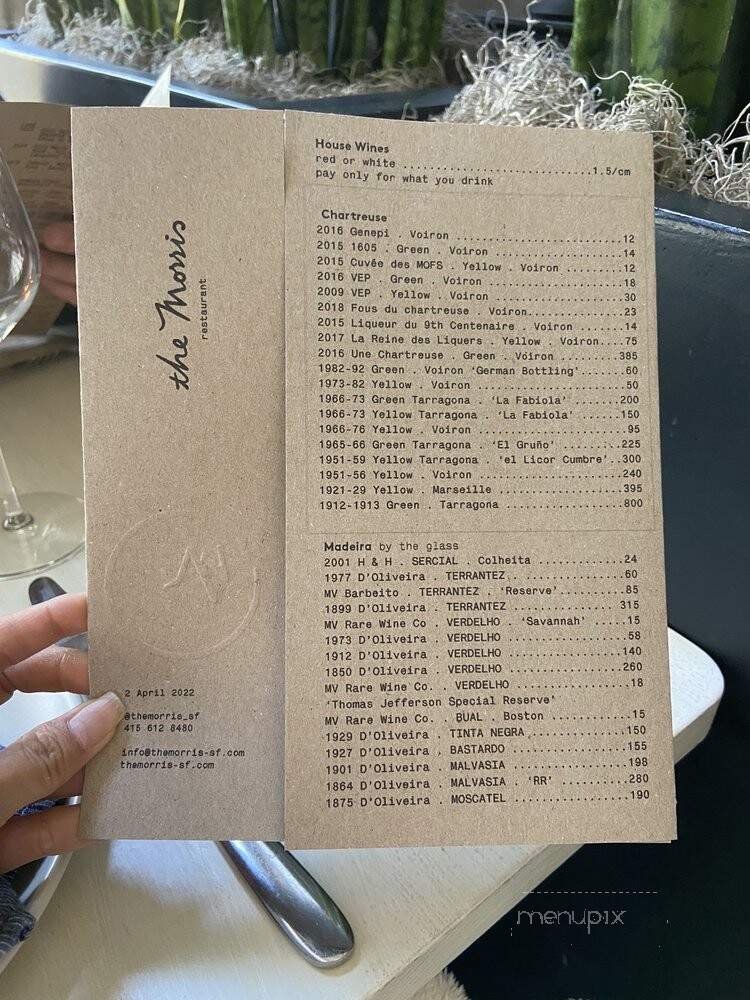 the Morris
restaurant
2 April 2022
@themorris_sf
415 612 8480
info@themorris-sf.com
themorris-sf.com
House Wines
red or white ............................1.5/cm
pay only for what you drink
Chartreuse
2016 Genepi . Voiron .........................12
2015 1605 . Green . Voiron ....................14
2015 Cuvée des MOFS . Yellow . Voiron ........12
2016 VEP . Green . Voiron .....................18
2009 VEP . Yellow . Voiron ....................30
2018 Fous du chartreuse . Voiron..............23
2015 Liqueur du 9th Centenaire . Voiron ......14
2017 La Reine des Liquers . Yellow . Voiron....75
2016 Une Chartreuse . Green . Voiron .........385
1982-92 Green . Voiron ‘German Bottling’.......60
1973-82 Yellow . Voiron .......................50
1966-73 Green Tarragona . ‘La Fabiola’ .......200
1966-73 Yellow Tarragona . ‘La Fabiola’ ......150
1966-76 Yellow . Voiron .......................95
1965-66 Green Tarragona . ‘El Gruño’ .........225
1951-59 Yellow Tarragona . ‘el Licor Cumbre’..300
1951-56 Yellow . Voiron ......................240
1921-29 Yellow . Marseille ...................395
1912-1913 Green . Tarragona ..................800
Madeira by the glass
2001 H & H . SERCIAL . Colheita ..............24
1977 D’Oliveira . TERRANTEZ...................60
MV Barbeito . TERRANTEZ . ‘Reserve’...........85
1899 D’Oliveira . TERRANTEZ ................ 315
MV Rare Wine Co . VERDELHO . ‘Savannah’ .....15
1973 D’Oliveira . VERDELHO ...................58
1912 D’Oliveira . VERDELHO ..................140
1850 D’Oliveira . VERDELHO ..................260
MV Rare Wine Co. . VERDELHO ..................18
‘Thomas Jefferson Special Reserve’
MV Rare Wine Co. . BUAL . Boston .............15
1929 D’Oliveira . TINTA NEGRA ...............150
1927 D’Oliveira . BASTARDO ..................155
1901 D’Oliveira . MALVASIA ..................198
1864 D’Oliveira . MALVASIA . ‘RR’ ...........280
1875 D’Oliveira . MOSCATEL ..................190
menupix